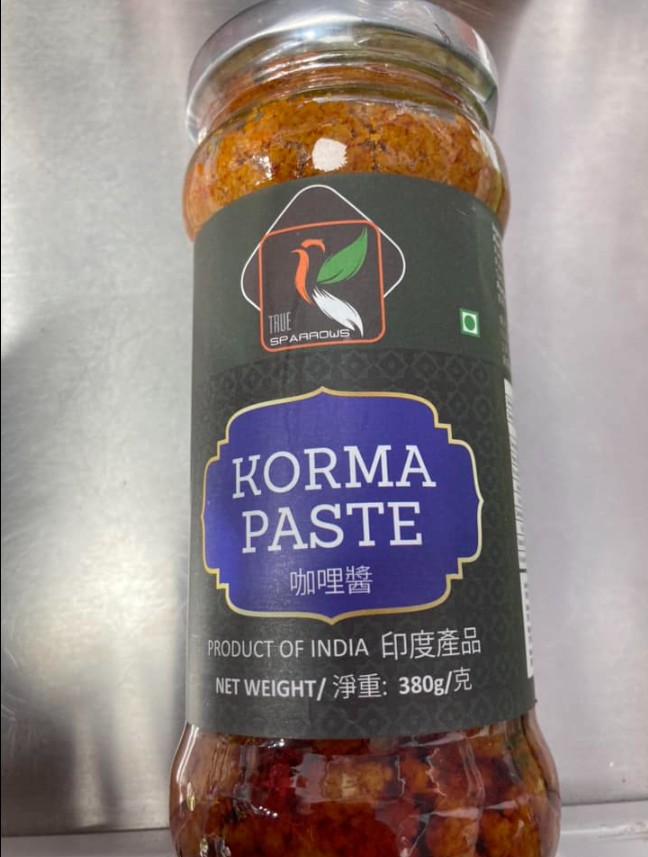 TRUE
SPARROWS
KORMA
PASTE
咖哩醬
PRODUCT OF INDIA 印度產品
NET WEIGHT/ 淨重: 380g/克